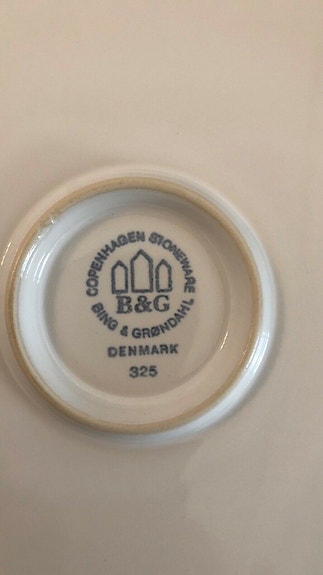 COPENHAGEN STONEWARE
B&G
BING & GRØNDAHL
DENMARK
325